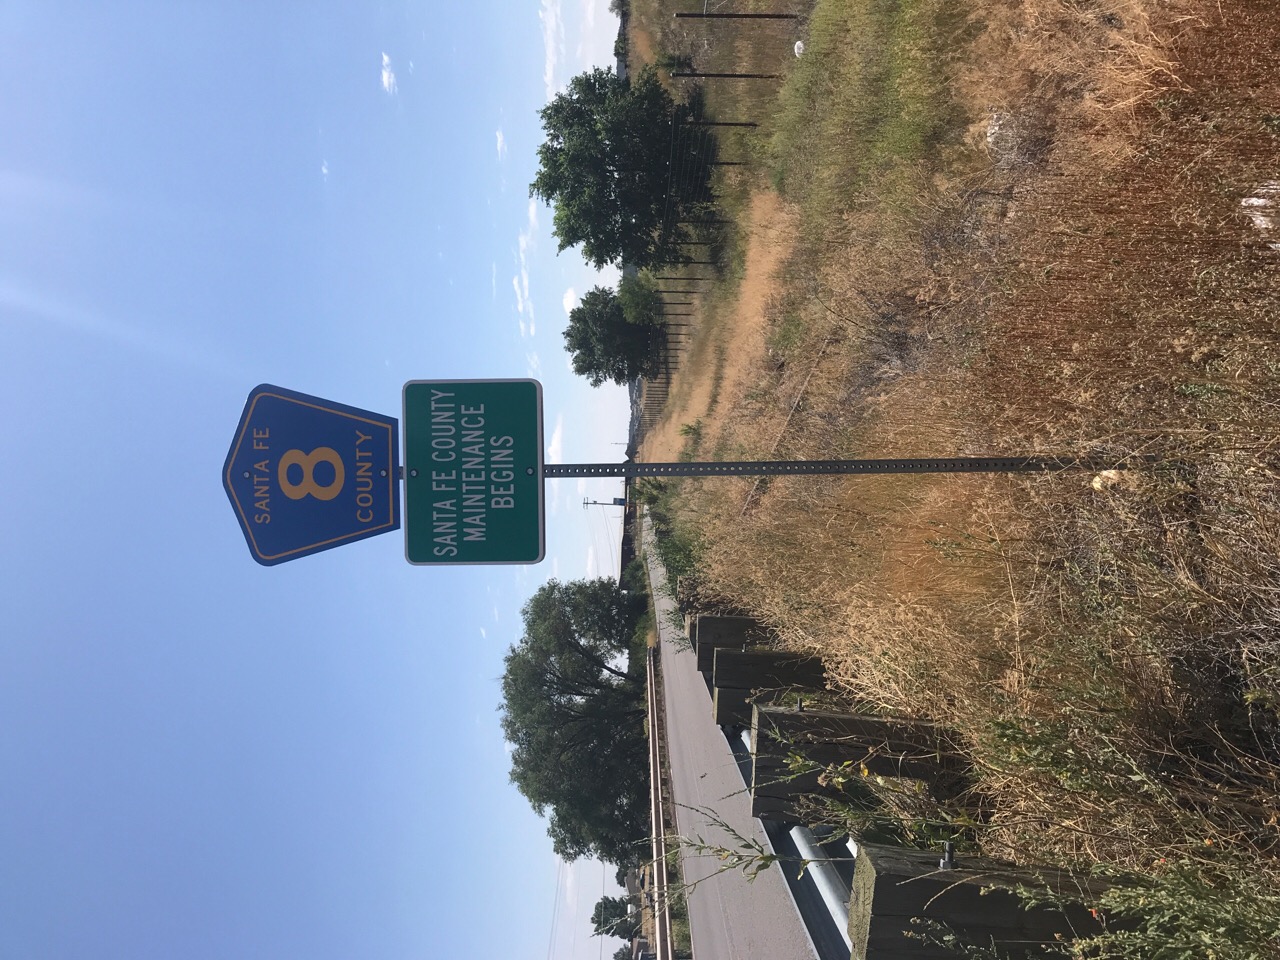 SANTA FE
8
COUNTY
SANTA FE COUNTY
MAINTENANCE
BEGINS